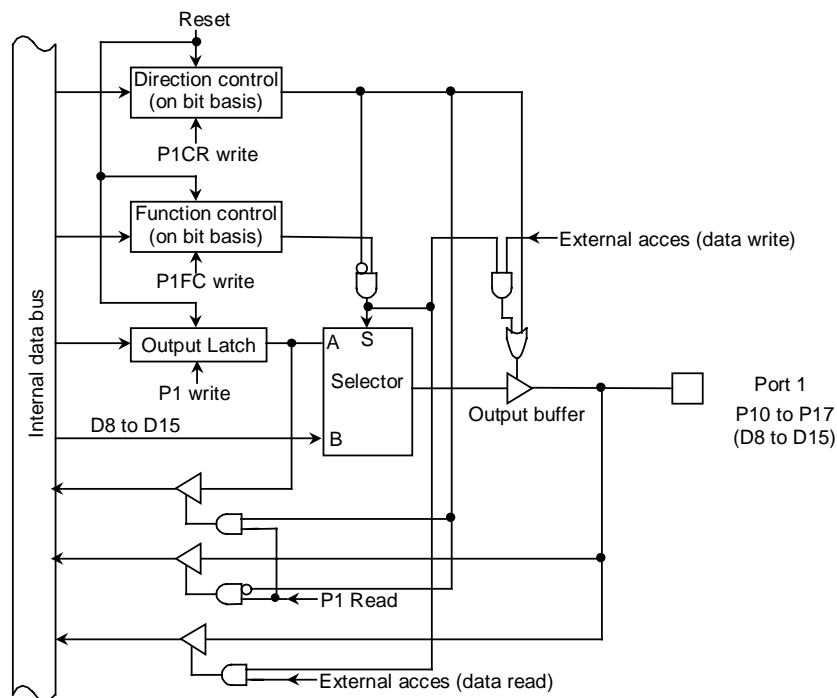 Reset
Direction control
(on bit basis)
P1CR write
Function control
(on bit basis)
External acces (data write)
P1FC write
Internal data bus
Output Latch
A
S
Selector
P1 write
Output buffer
Port 1
P10 to P17
(D8 to D15)
D8 to D15
B
P1 Read
External acces (data read)